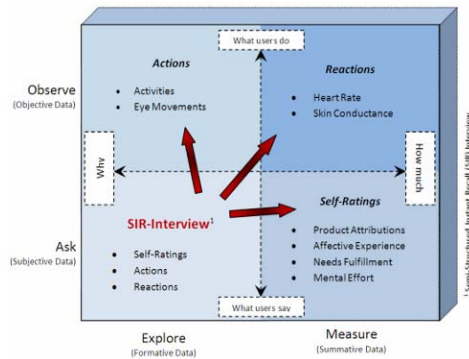 What users do
Actions
Activities
Eye Movements
Reactions
Heart Rate
Skin Conductance
Observe
(Objective Data)
Why
How much
SIR-Interview¹
Self-Ratings
Actions
Reactions
Self-Ratings
Product Attributions
Affective Experience
Needs Fulfillment
Mental Effort
Ask
(Subjective Data)
What users say
Explore
(Formative Data)
Measure
(Summative Data)
¹ Semi-Structured Instant Recall (SIR) Interview